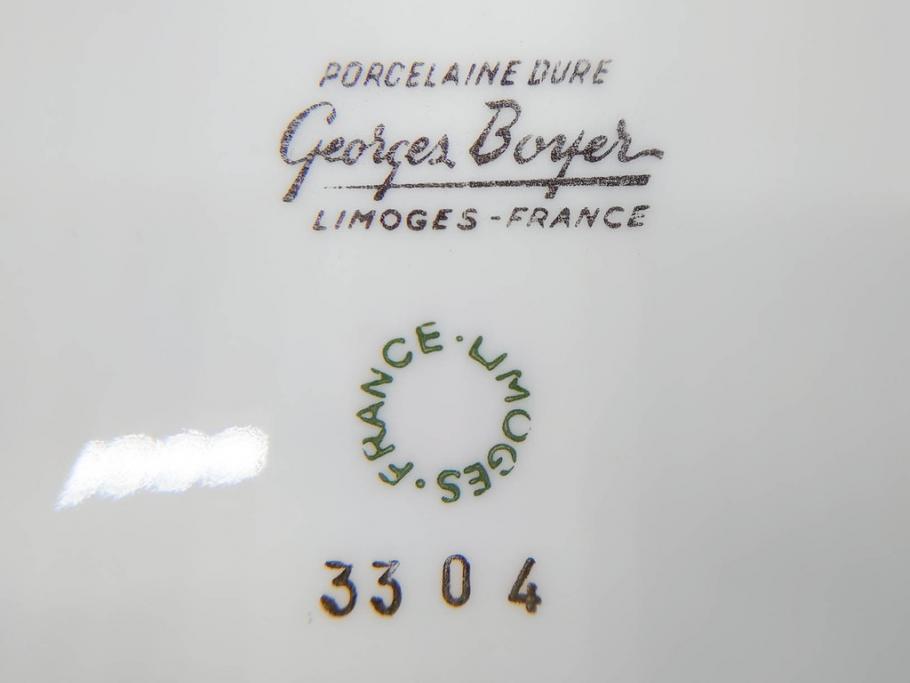 PORCELAINE DURE
Georges Boyer
LIMOGES - FRANCE
LIMOGES · FRANCE ·
3304